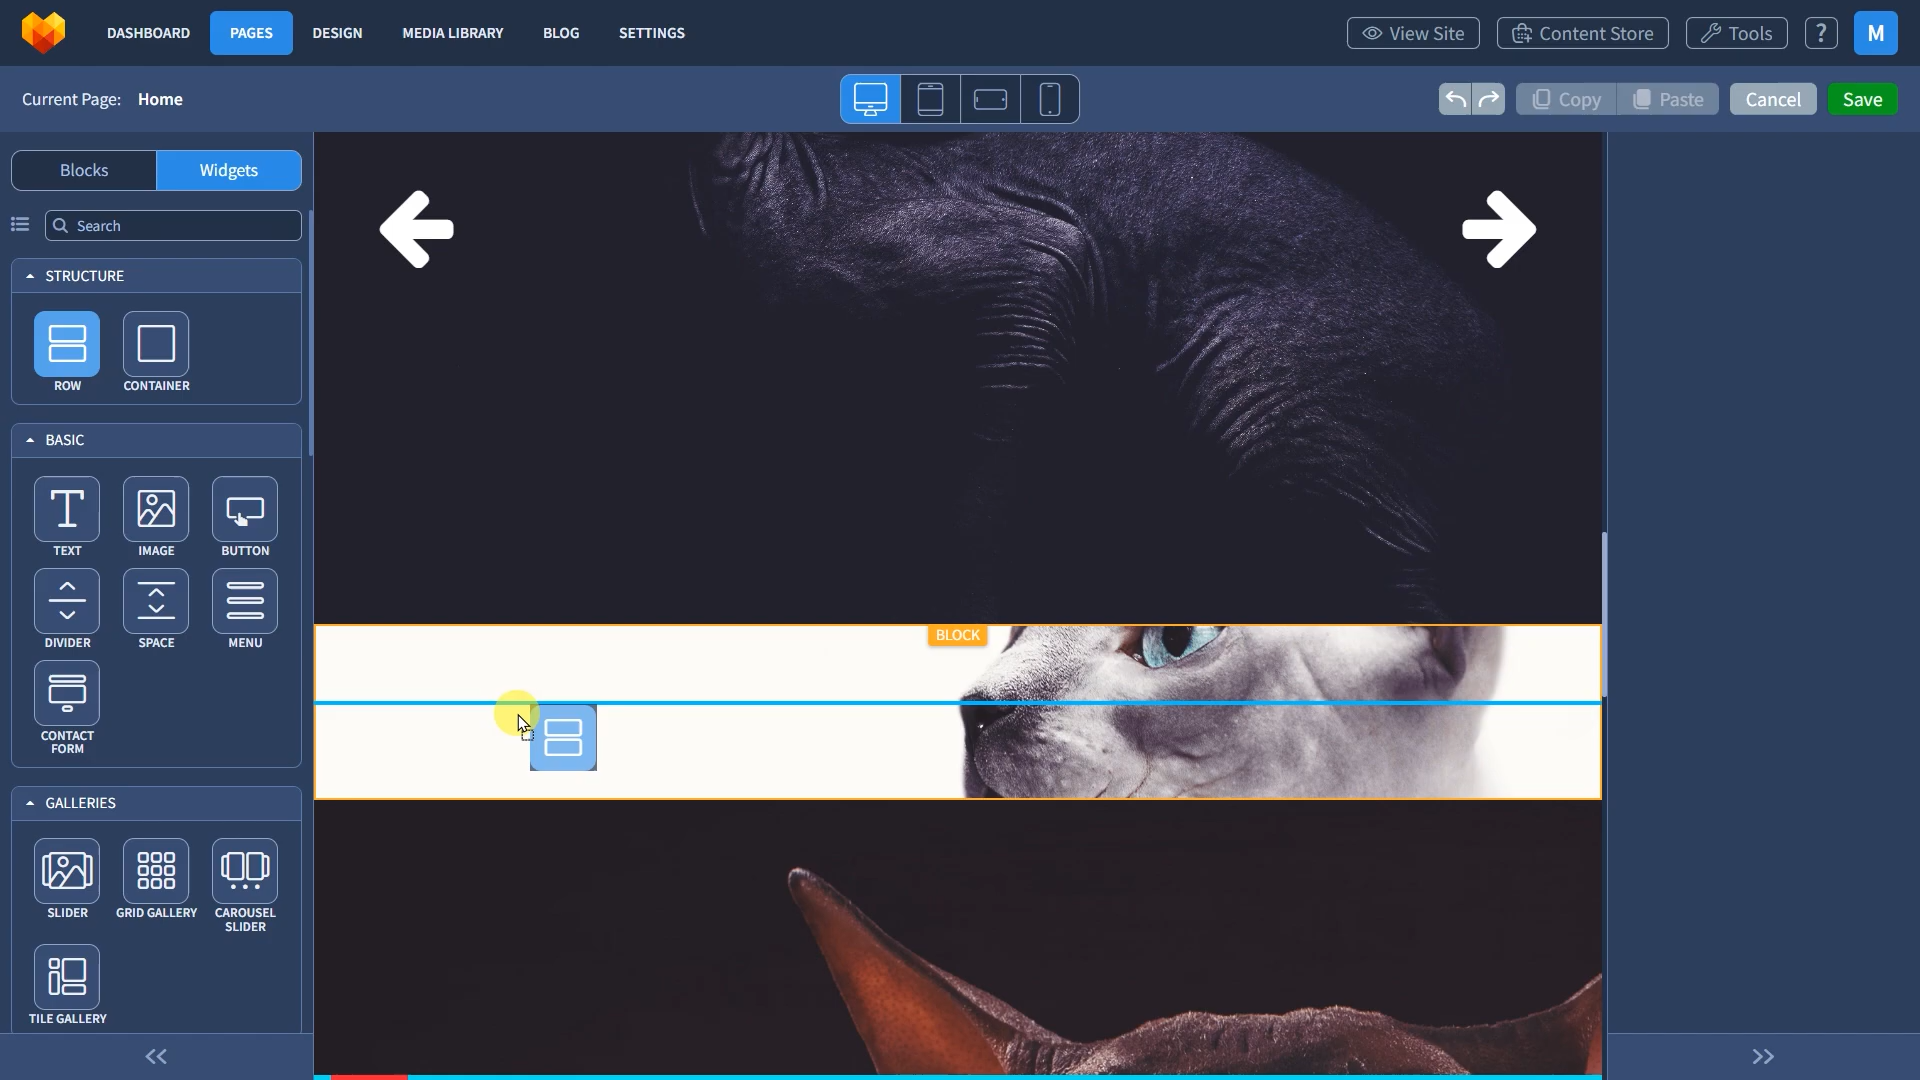 DASHBOARD
PAGES
DESIGN
MEDIA LIBRARY
BLOG
SETTINGS
View Site
Content Store
Tools
?
M
Current Page: Home
Copy
Paste
Cancel
Save
Blocks
Widgets
Search
STRUCTURE
ROW
CONTAINER
BASIC
TEXT
IMAGE
BUTTON
DIVIDER
SPACE
MENU
CONTACT
FORM
GALLERIES
SLIDER
GRID GALLERY
CAROUSEL
SLIDER
TILE GALLERY
BLOCK